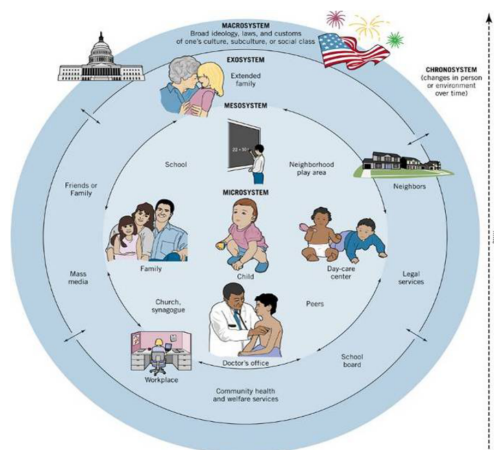 MACROSYSTEM
Broad ideology, laws, and customs
of one's culture, subculture, or social class
EXOSYSTEM
Extended
family
CHRONOSYSTEM
(changes in person
or environment
over time)
MESOSYSTEM
School
Neighborhood
play area
Friends or
Family
MICROSYSTEM
Neighbors
Family
Child
Day-care
center
Mass
media
Legal
services
Church,
synagogue
Peers
Doctor's office
School
board
Workplace
Community health
and welfare services